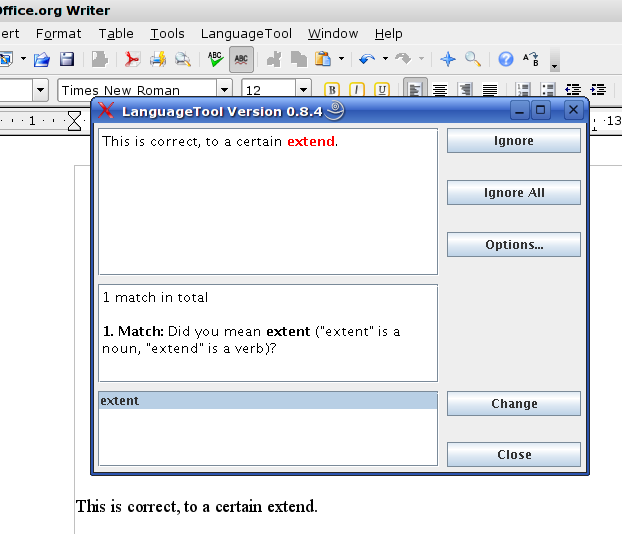 Office.org Writer
ert Format Table Tools LanguageTool Window Help
ABC ABC
Times New Roman 12 B I U
1 13
LanguageTool Version 0.8.4
This is correct, to a certain extend.
Ignore
Ignore All
Options...
1 match in total
1. Match: Did you mean extent ("extent" is a
noun, "extend" is a verb)?
extent
Change
Close
This is correct, to a certain extend.